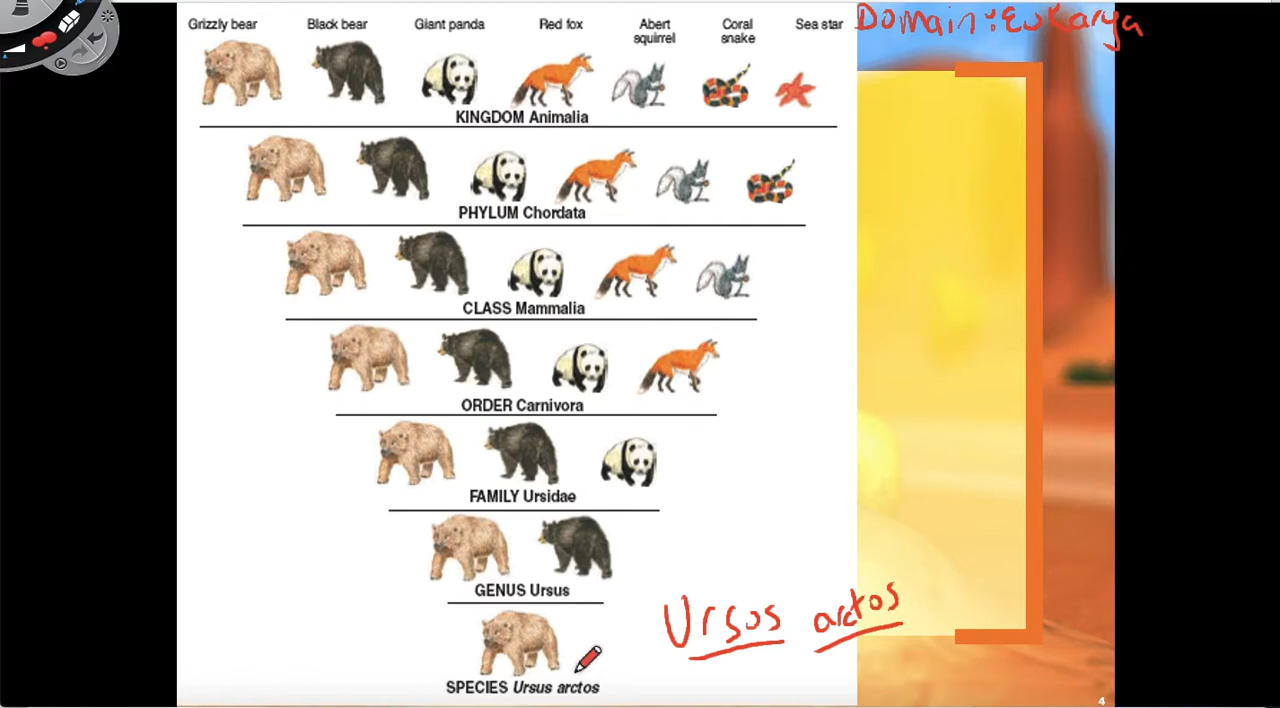 Grizzly bear Black bear Giant panda Red fox Abert squirrel Coral snake Sea star
Domain: Eukarya
KINGDOM Animalia
PHYLUM Chordata
CLASS Mammalia
ORDER Carnivora
FAMILY Ursidae
GENUS Ursus
Ursos arctos
SPECIES Ursus arctos
4